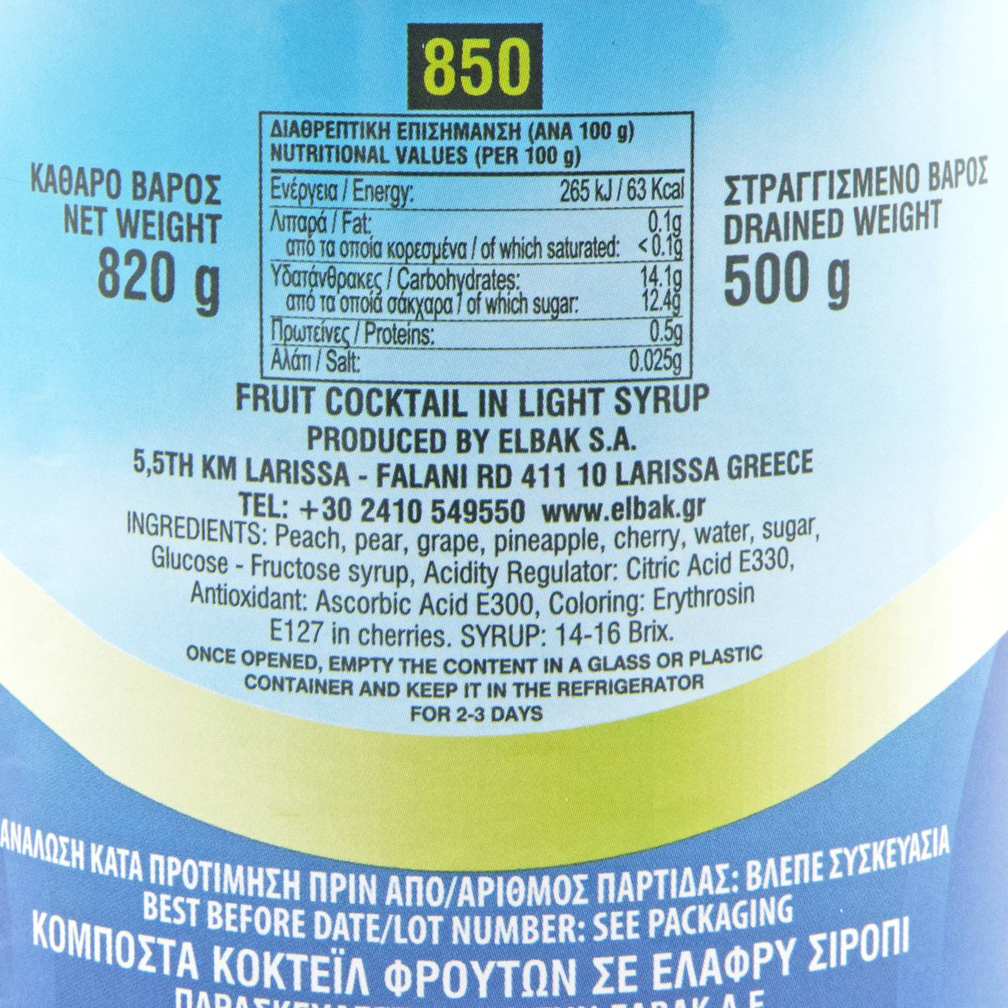 850
ΚΑΘΑΡΟ ΒΑΡΟΣ
NET WEIGHT
820 g
ΔΙΑΘΡΕΠΤΙΚΗ ΕΠΙΣΗΜΑΝΣΗ (ΑΝΑ 100 g)
NUTRITIONAL VALUES (PER 100 g)
Ενέργεια / Energy: 265 kJ / 63 Kcal
Λιπαρά / Fat: 0.1g
από τα οποία κορεσμένα / of which saturated: <0.1g
Υδατάνθρακες / Carbohydrates: 14.1g
από τα οποία σάκχαρα / of which sugar: 12.4g
Πρωτεΐνες / Proteins: 0.5g
Αλάτι / Salt: 0.025g
ΣΤΡΑΓΓΙΣΜΕΝΟ ΒΑΡΟΣ
DRAINED WEIGHT
500 g
FRUIT COCKTAIL IN LIGHT SYRUP
PRODUCED BY ELBAK S.A.
5,5TH KM LARISSA - FALANI RD 411 10 LARISSA GREECE
TEL: +30 2410 549550 www.elbak.gr
INGREDIENTS: Peach, pear, grape, pineapple, cherry, water, sugar,
Glucose - Fructose syrup, Acidity Regulator: Citric Acid E330,
Antioxidant: Ascorbic Acid E300, Coloring: Erythrosin
E127 in cherries. SYRUP: 14-16 Brix.
ONCE OPENED, EMPTY THE CONTENT IN A GLASS OR PLASTIC
CONTAINER AND KEEP IT IN THE REFRIGERATOR
FOR 2-3 DAYS
ΑΝΑΛΩΣΗ ΚΑΤΑ ΠΡΟΤΙΜΗΣΗ ΠΡΙΝ ΑΠΟ/ΑΡΙΘΜΟΣ ΠΑΡΤΙΔΑΣ: ΒΛΕΠΕ ΣΥΣΚΕΥΑΣΙΑ
BEST BEFORE DATE/LOT NUMBER: SEE PACKAGING
ΚΟΜΠΟΣΤΑ ΚΟΚΤΕΪΛ ΦΡΟΥΤΩΝ ΣΕ ΕΛΑΦΡΥ ΣΙΡΟΠΙ